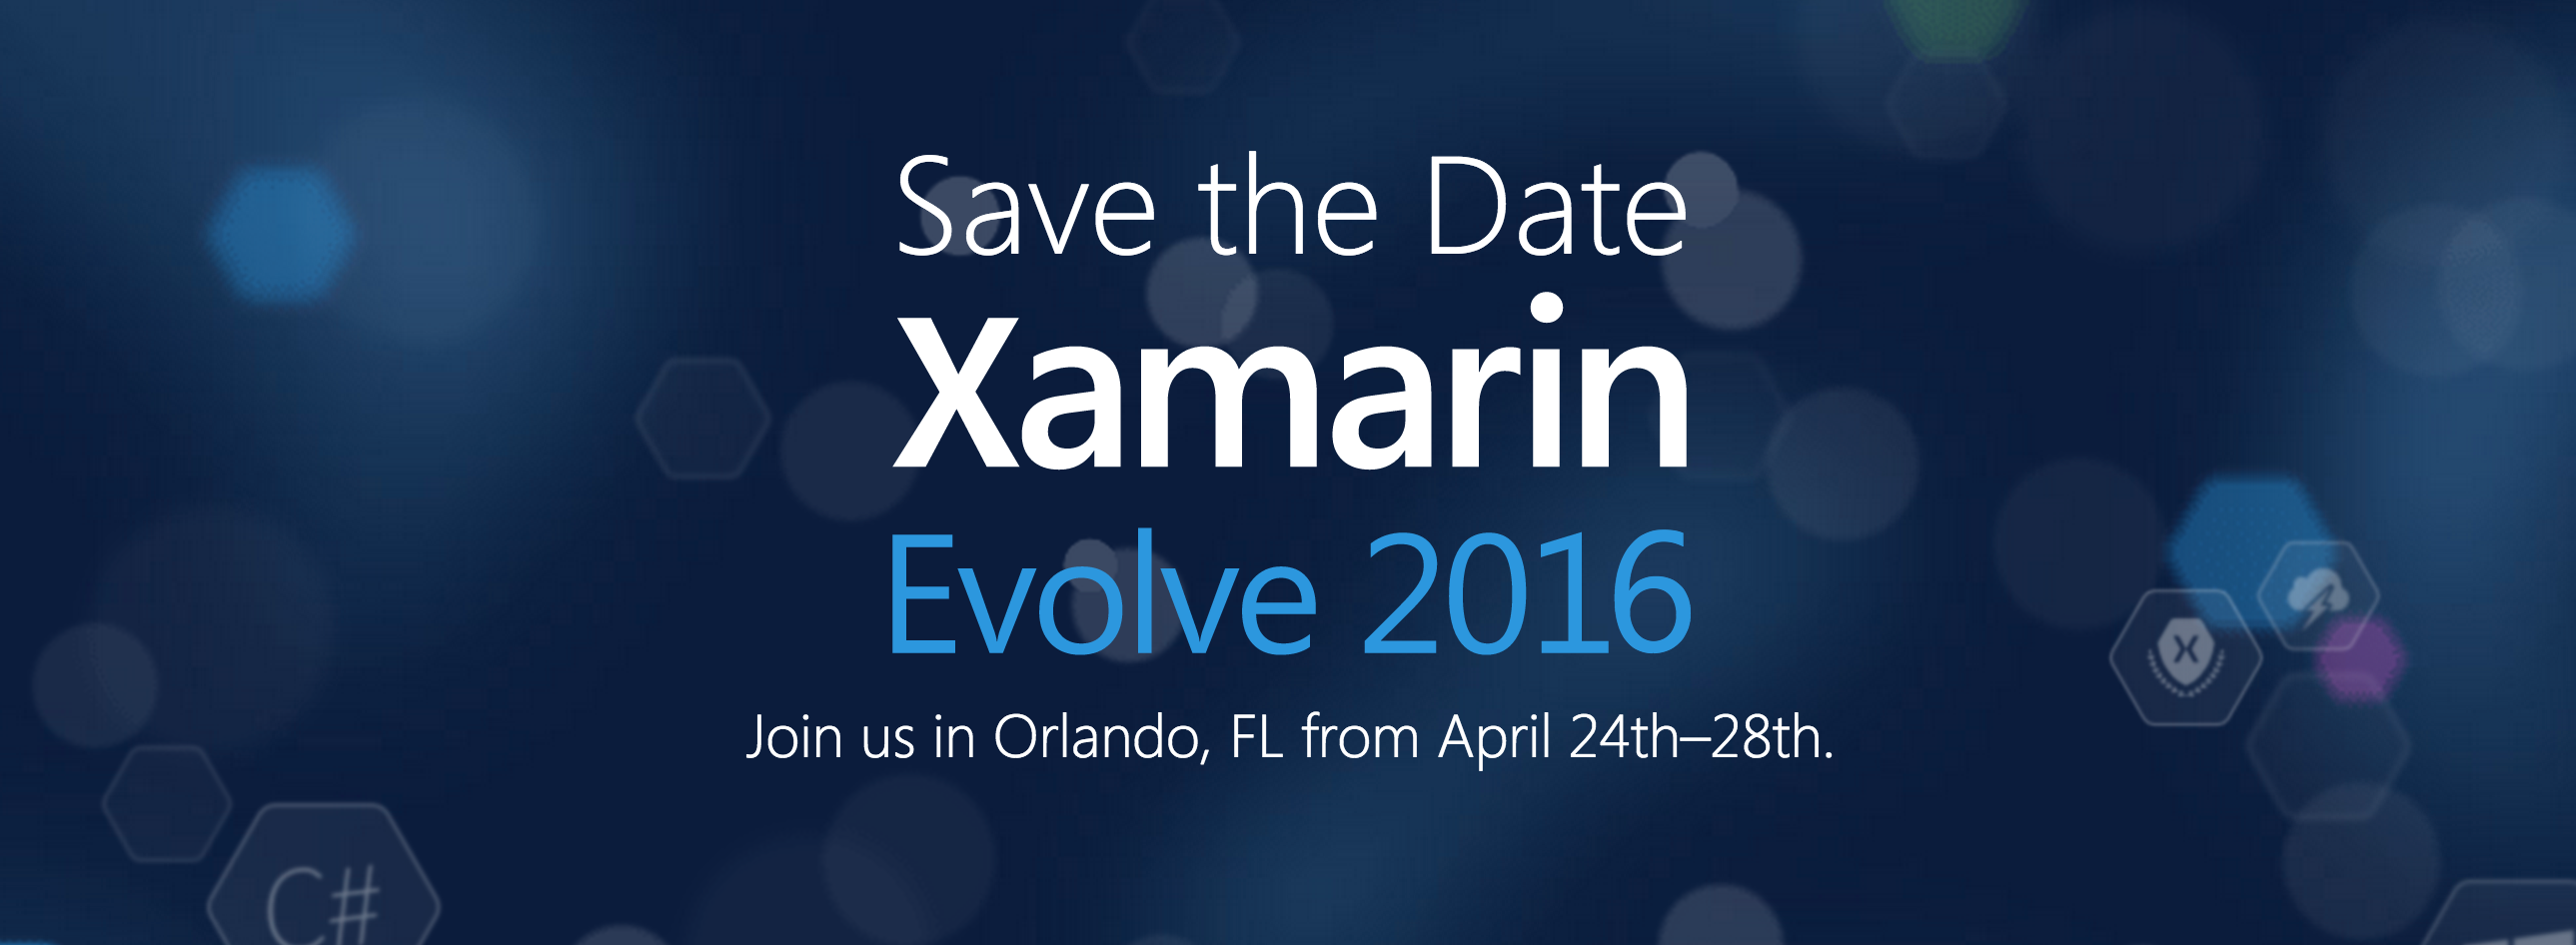 Save the Date
Xamarin
Evolve 2016
Join us in Orlando, FL from April 24th–28th.
X
C#